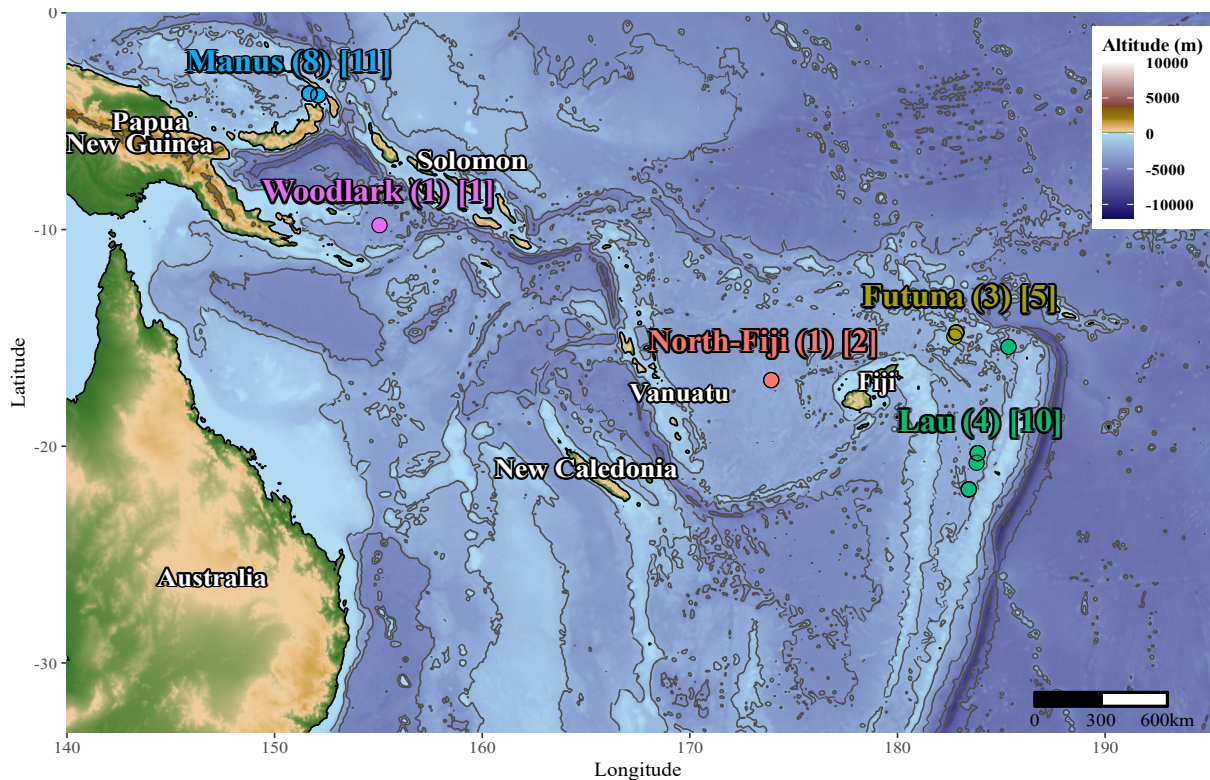 0
Manus (8) [11]
Altitude (m)
10000
5000
0
-5000
-10000
Papua
New Guinea
Solomon
Woodlark (1) [1]
-10
Futuna (3) [5]
North-Fiji (1) [2]
Fiji
Vanuatu
Lau (4) [10]
Latitude
-20
New Caledonia
Australia
-30
0 300 600km
140 150 160 170 180 190
Longitude